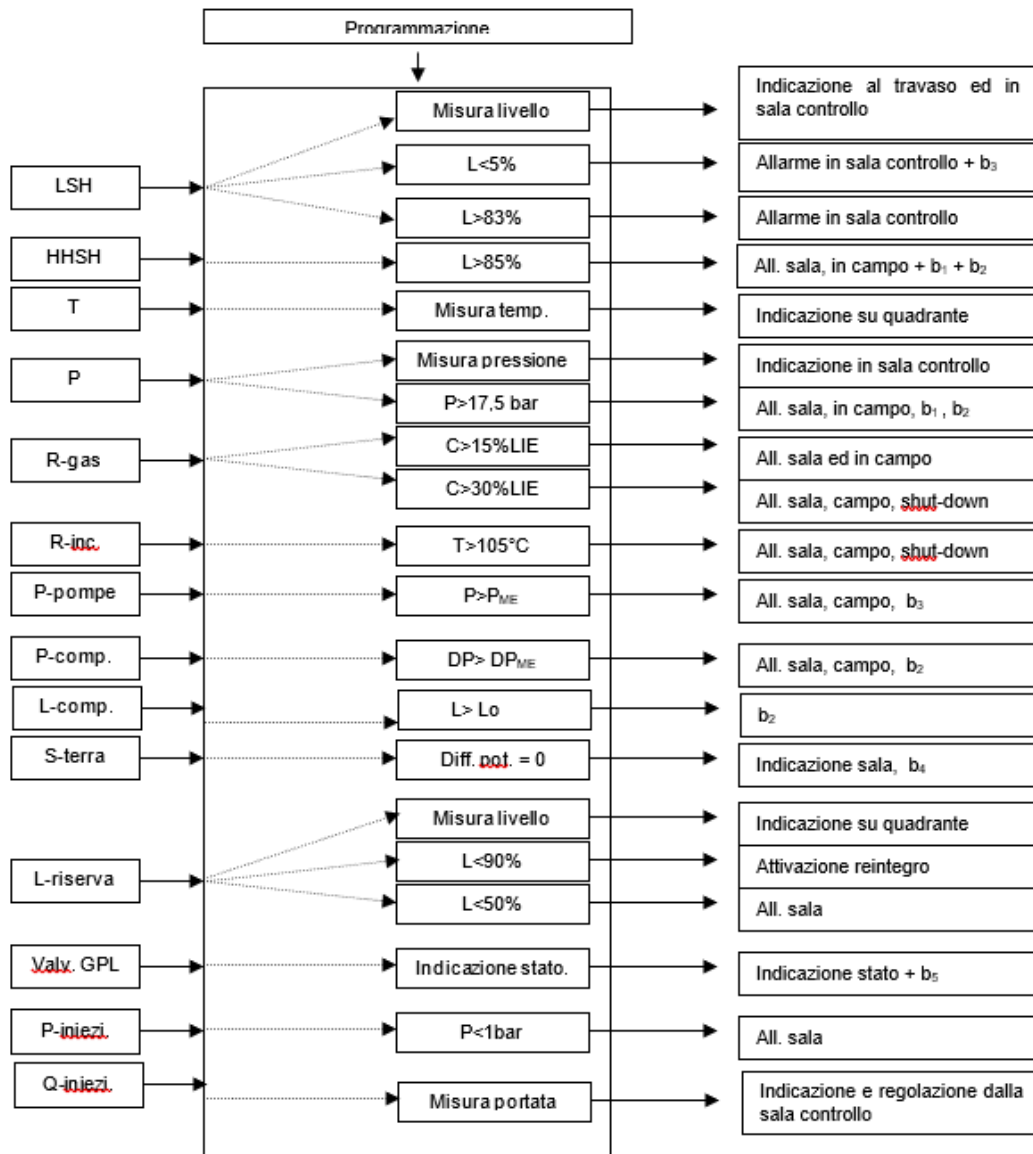 Programmazione
Misura livello
Indicazione al travaso ed in
sala controllo
LSH
L<5%
Allarme in sala controllo + b₃
L>83%
Allarme in sala controllo
HHSH
L>85%
All. sala, in campo + b₁ + b₂
T
Misura temp.
Indicazione su quadrante
P
Misura pressione
Indicazione in sala controllo
P>17,5 bar
All. sala, in campo, b₁ , b₂
R-gas
C>15%LIE
All. sala ed in campo
C>30%LIE
All. sala, campo, shut-down
R-inc.
T>105°C
All. sala, campo, shut-down
P-pompe
P>PME
All. sala, campo, b₃
P-comp.
DP> DPME
All. sala, campo, b₂
L-comp.
L> Lo
b₂
S-terra
Diff. pot. = 0
Indicazione sala, b₄
Misura livello
Indicazione su quadrante
L-riserva
L<90%
Attivazione reintegro
L<50%
All. sala
Valv. GPL
Indicazione stato.
Indicazione stato + b₅
P-iniezi.
P<1bar
All. sala
Q-iniezi.
Misura portata
Indicazione e regolazione dalla
sala controllo